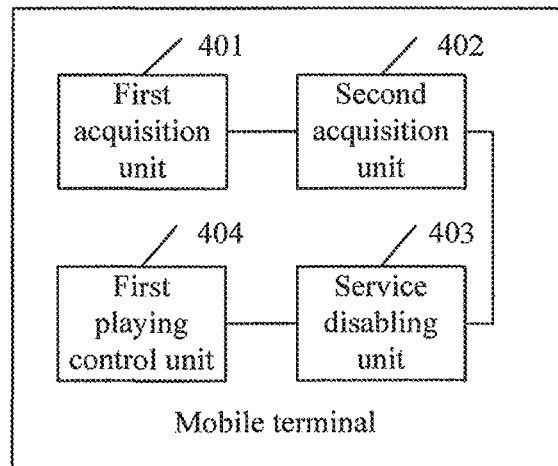 401
402
First
acquisition
unit
Second
acquisition
unit
404
403
First
playing
control unit
Service
disabling
unit
Mobile terminal